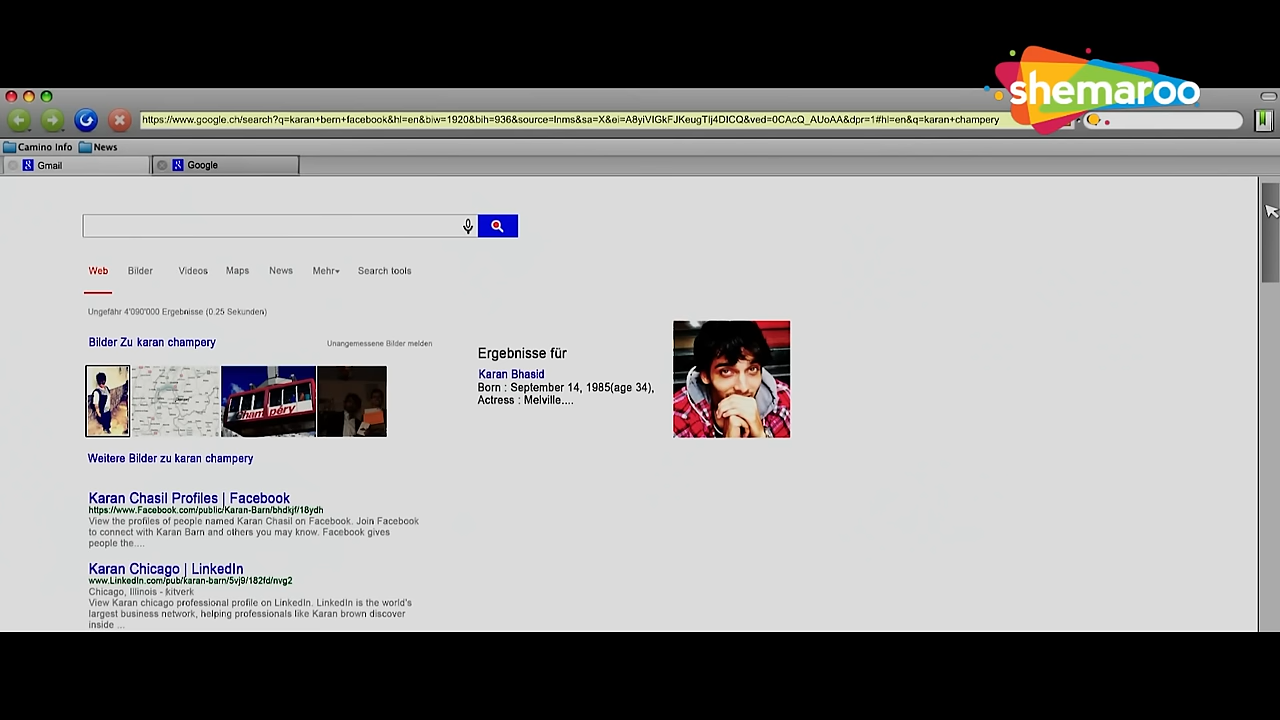 shemaroo
https://www.google.ch/search?q=karan+bern+facebook&hl=en&biw=1920&bih=936&source=lnms&sa=X&ei=A8yiVIGkFJKeugTIj4DICQ&ved=0CAcQ_AUoAA&dpr=1#hl=en&q=karan+champery
Camino Info News
Gmail Google
Web Bilder Videos Maps News Mehr Search tools
Ungefähr 4'090'000 Ergebnisse (0.25 Sekunden)
Bilder Zu karan champery Unangemessene Bilder melden
Ergebnisse für
Karan Bhasid
Born : September 14, 1985(age 34),
Actress : Melville....
Weitere Bilder zu karan champery
Karan Chasil Profiles | Facebook
https://www.Facebook.com/public/Karan-Barn/bhdkjf/18ydh
View the profiles of people named Karan Chasil on Facebook. Join Facebook
to connect with Karan Barn and others you may know. Facebook gives
people the....
Karan Chicago | LinkedIn
www.LinkedIn.com/pub/karan-barn/5vj9/182fd/nvg2
Chicago, Illinois - kitverk
View Karan chicago professional profile on LinkedIn. LinkedIn is the world's
largest business network, helping professionals like Karan brown discover
inside ...